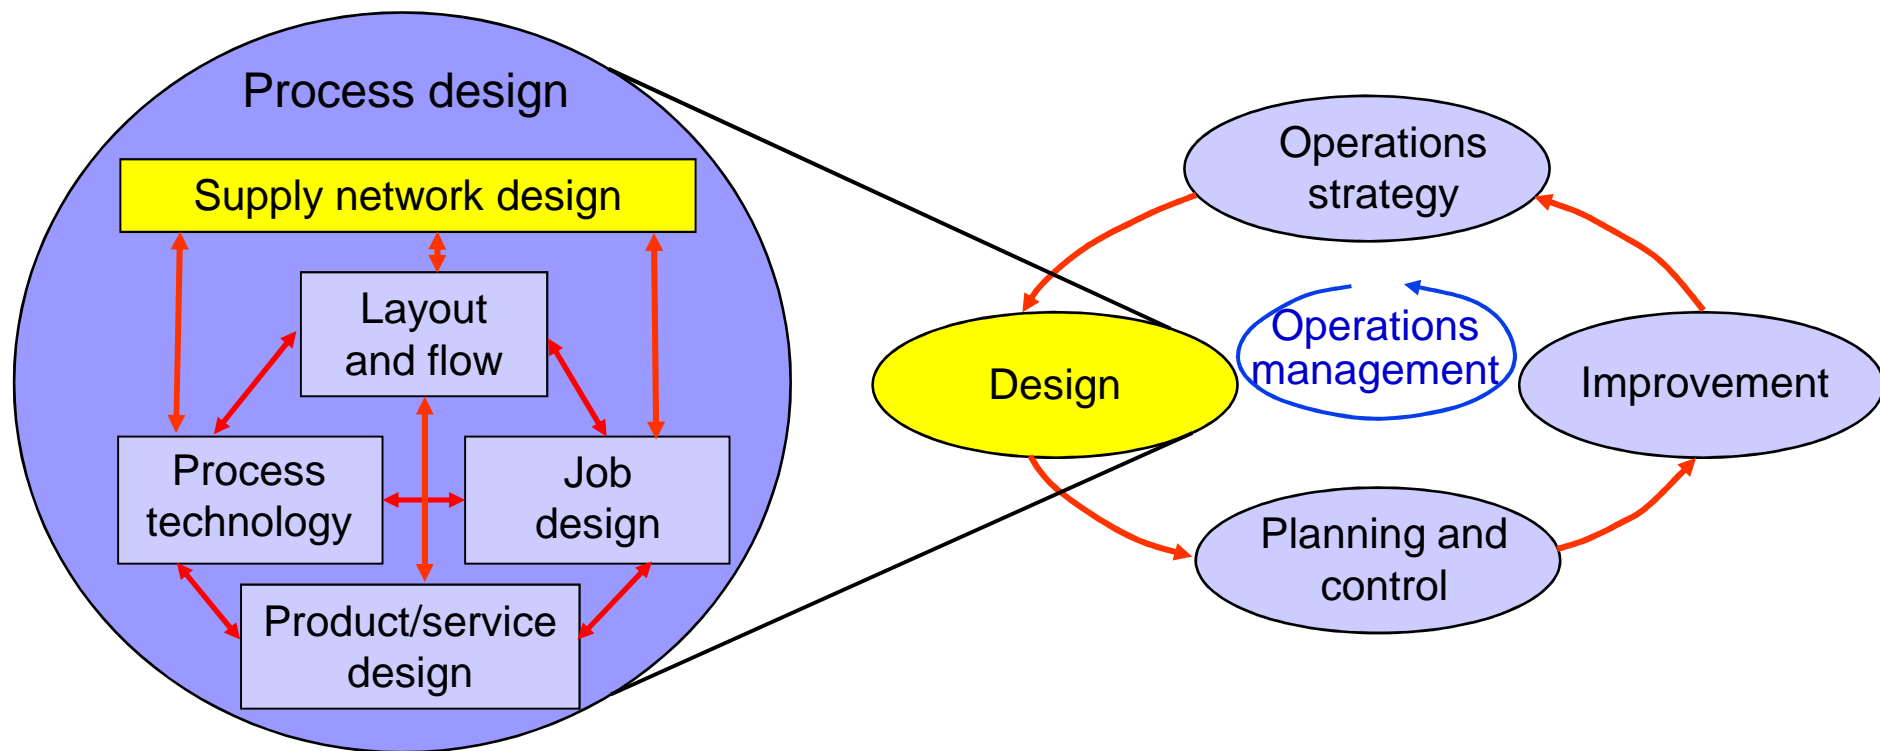 Process design
Supply network design
Layout
and flow
Process
technology
Job
design
Product/service
design
Operations
strategy
Design
Operations
management
Improvement
Planning and
control